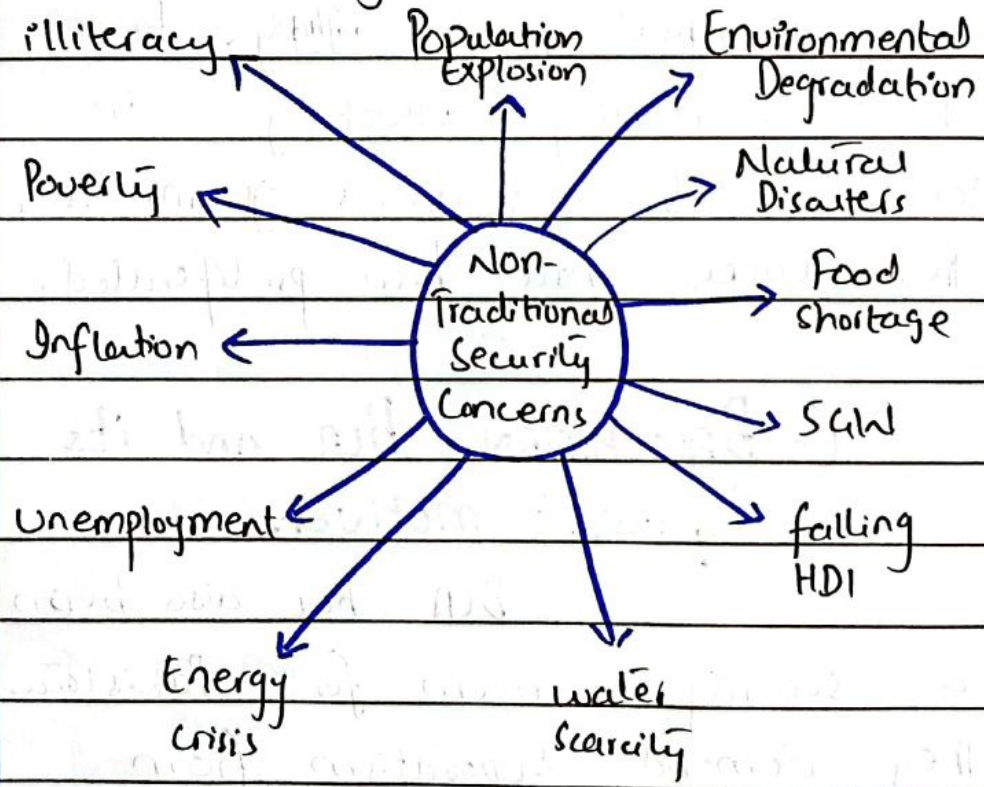 illiteracy
Population
Explosion
Environmental
Degradation
Poverty
Natural
Disasters
Non-
Traditional
Security
Concerns
Food
shortage
Inflation
5GW
unemployment
falling
HDI
Energy
crisis
water
scarcity